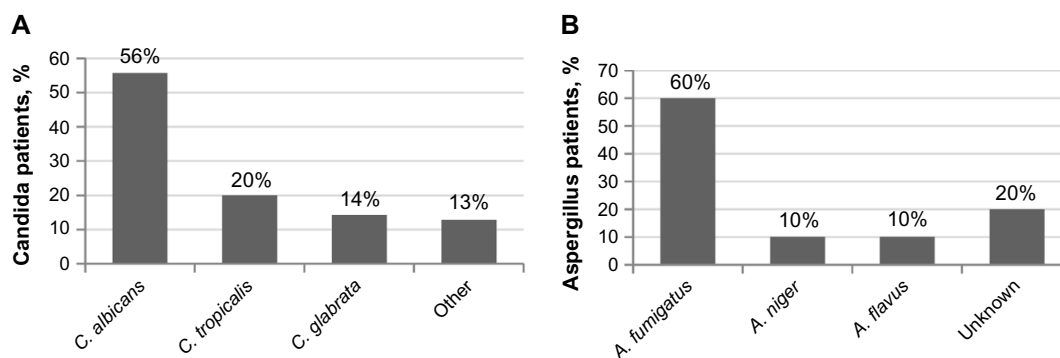 A
Candida patients, %
60
50
40
30
20
10
0
56%
20%
14%
13%
C. albicans
C. tropicalis
C. glabrata
Other
B
Aspergillus patients, %
70
60
50
40
30
20
10
0
60%
10%
10%
20%
A. fumigatus
A. niger
A. flavus
Unknown